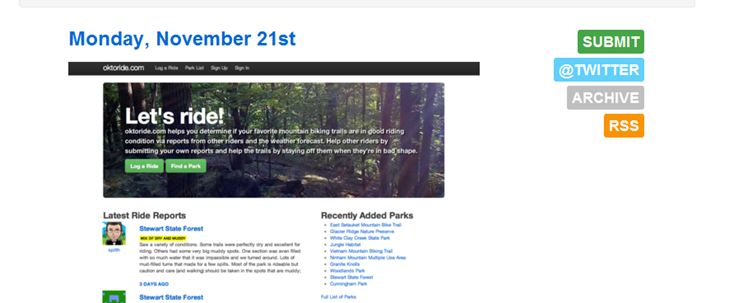 Monday, November 21st
SUBMIT
@TWITTER
ARCHIVE
RSS
oktoride.com Log a Ride Park List Sign Up Sign In
Let's ride!
oktoride.com helps you determine if your favorite mountain biking trails are in good riding
condition via reports from other riders and the weather forecast. Help other riders by
submitting your own reports and help the trails by staying off them when they're in bad shape.
Log a Ride Find a Park
Latest Ride Reports
Stewart State Forest
MIX OF DRY AND MUDDY
spilth
Saw a variety of conditions. Some trails were perfectly dry and excellent for
riding. Others had some very big muddy spots. One section was even filled
with so much water that it was impassible and we turned around. Lots of
mud-filled turns that made for a few spills. Most of the park is rideable but
caution and care (and walking) should be taken in the spots that are muddy,
3 DAYS AGO
Stewart State Forest
Recently Added Parks
East Setauket Mountain Bike Trail
Glacier Ridge Nature Preserve
White Clay Creek State Park
Jungle Habitat
Vietnam Mountain Biking Trail
Ninham Mountain Multiple Use Area
Granite Knolls
Woodlands Park
Stewart State Forest
Cunningham Park
Full List of Parks